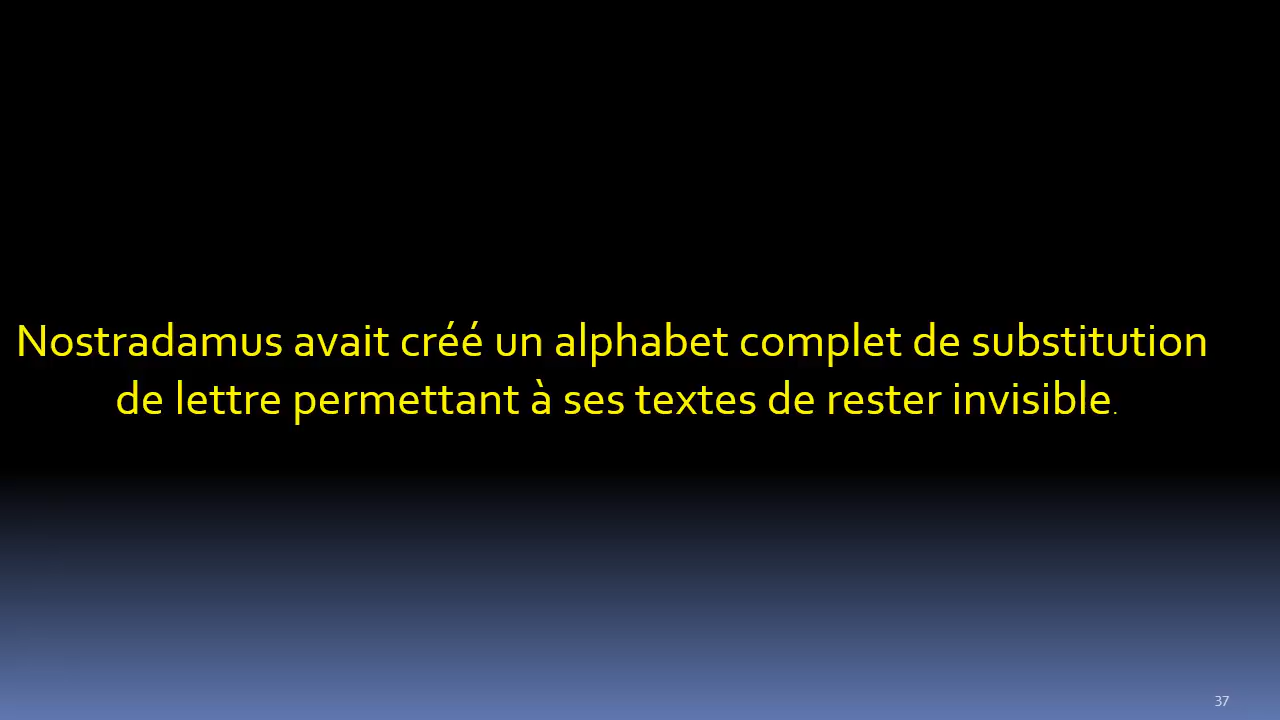 Nostradamus avait créé un alphabet complet de substitution
de lettre permettant à ses textes de rester invisible.
37